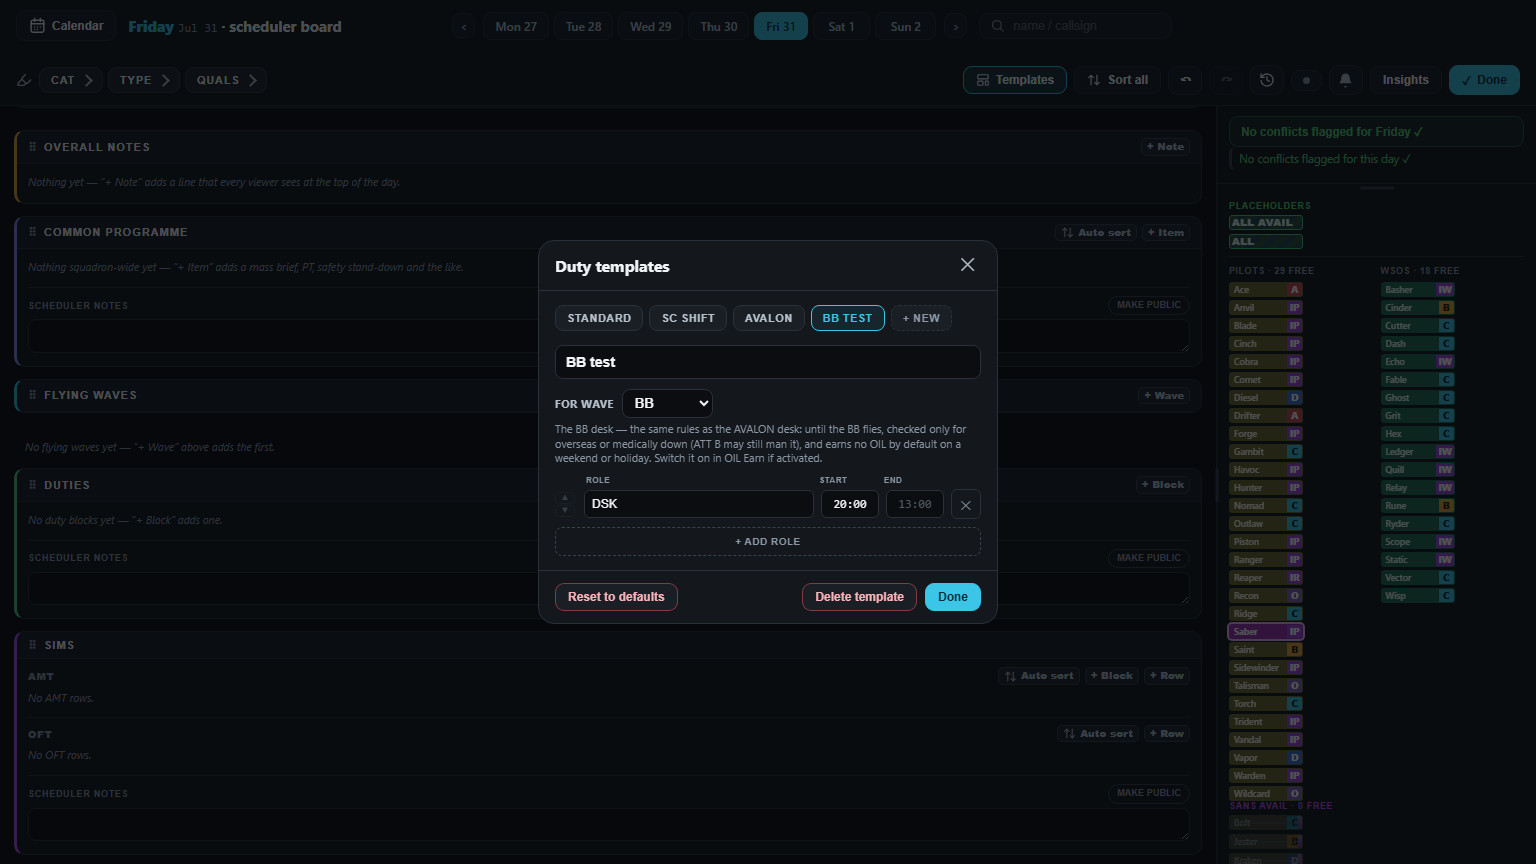 Calendar
Friday Jul 31 · scheduler board
‹ Mon 27 Tue 28 Wed 29 Thu 30 Fri 31 Sat 1 Sun 2 ›
name / callsign
CAT TYPE QUALS
Templates Sort all Insights ✓ Done
OVERALL NOTES + Note
Nothing yet — "+ Note" adds a line that every viewer sees at the top of the day.
COMMON PROGRAMME Auto sort + Item
Nothing squadron-wide yet — "+ Item" adds a mass brief, PT, safety stand-down and the like.
SCHEDULER NOTES MAKE PUBLIC
FLYING WAVES + Wave
No flying waves yet — "+ Wave" above adds the first.
DUTIES + Block
No duty blocks yet — "+ Block" adds one.
SCHEDULER NOTES MAKE PUBLIC
SIMS
AMT Auto sort + Block + Row
No AMT rows.
OFT Auto sort + Row
No OFT rows.
SCHEDULER NOTES MAKE PUBLIC
Duty templates
STANDARD SC SHIFT AVALON BB TEST + NEW
BB test
FOR WAVE BB
The BB desk — the same rules as the AVALON desk: until the BB flies, checked only for
overseas or medically down (ATT B may still man it), and earns no OIL by default on a
weekend or holiday. Switch it on in OIL Earn if activated.
ROLE START END
DSK 20:00 13:00
+ ADD ROLE
Reset to defaults Delete template Done
No conflicts flagged for Friday ✓
No conflicts flagged for this day ✓
PLACEHOLDERS
ALL AVAIL
ALL
PILOTS · 29 FREE
Ace A
Anvil IP
Blade IP
Cinch IP
Cobra IP
Comet IP
Diesel D
Drifter A
Forge IP
Gambit C
Havoc IP
Hunter IP
Nomad C
Outlaw C
Piston IP
Ranger IP
Reaper IR
Recon O
Ridge C
Saber IP
Saint B
Sidewinder IP
Talisman O
Torch C
Trident IP
Vandal IP
Vapor D
Warden IP
Wildcard O
SANS AVAIL · 0 FREE
Bolt C
Jester B
Kraken D
WSOS · 18 FREE
Basher IW
Cinder B
Cutter C
Dash C
Echo IW
Fable C
Ghost C
Grit C
Hex C
Ledger IW
Quill IW
Relay IW
Rune B
Ryder C
Scope IW
Static IW
Vector C
Wisp C